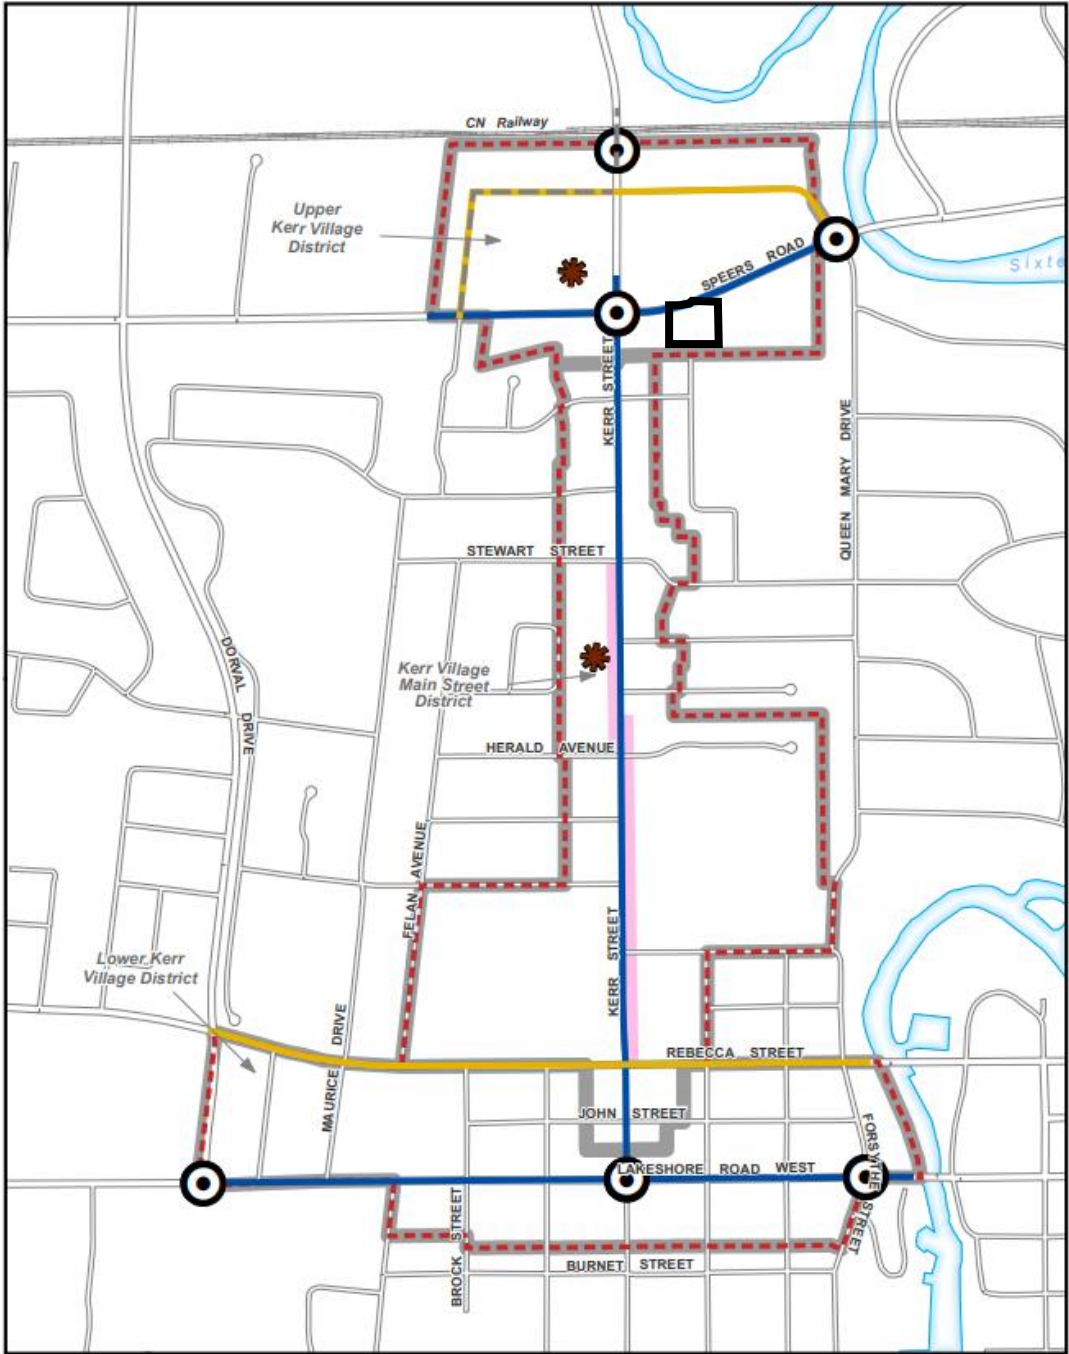 CN Railway
Upper
Kerr Village
District
SPEERS ROAD
Sixte
KERR STREET
QUEEN MARY DRIVE
STEWART STREET
DORVAL DRIVE
Kerr Village
Main Street
District
HERALD AVENUE
FELAN AVENUE
KERR STREET
Lower Kerr
Village District
MAURICE DRIVE
REBECCA STREET
JOHN STREET
FORSYTHE STREET
LAKESHORE ROAD WEST
BROCK STREET
BURNET STREET